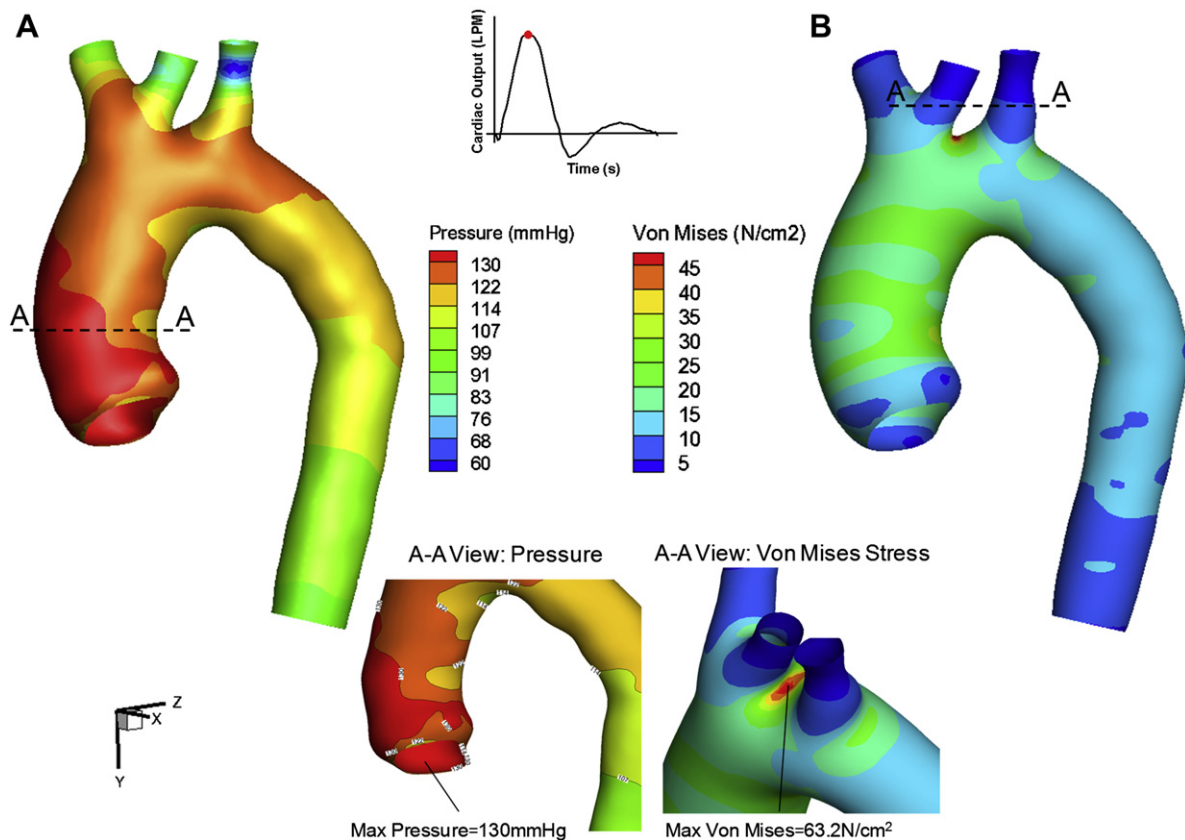 A
B
Cardiac Output (LPM)
Time (s)
A A
A A
Pressure (mmHg)
130
122
114
107
99
91
83
76
68
60
Von Mises (N/cm2)
45
40
35
30
25
20
15
10
5
A-A View: Pressure
A-A View: Von Mises Stress
Z
X
Y
107
Max Pressure=130mmHg
Max Von Mises=63.2N/cm²